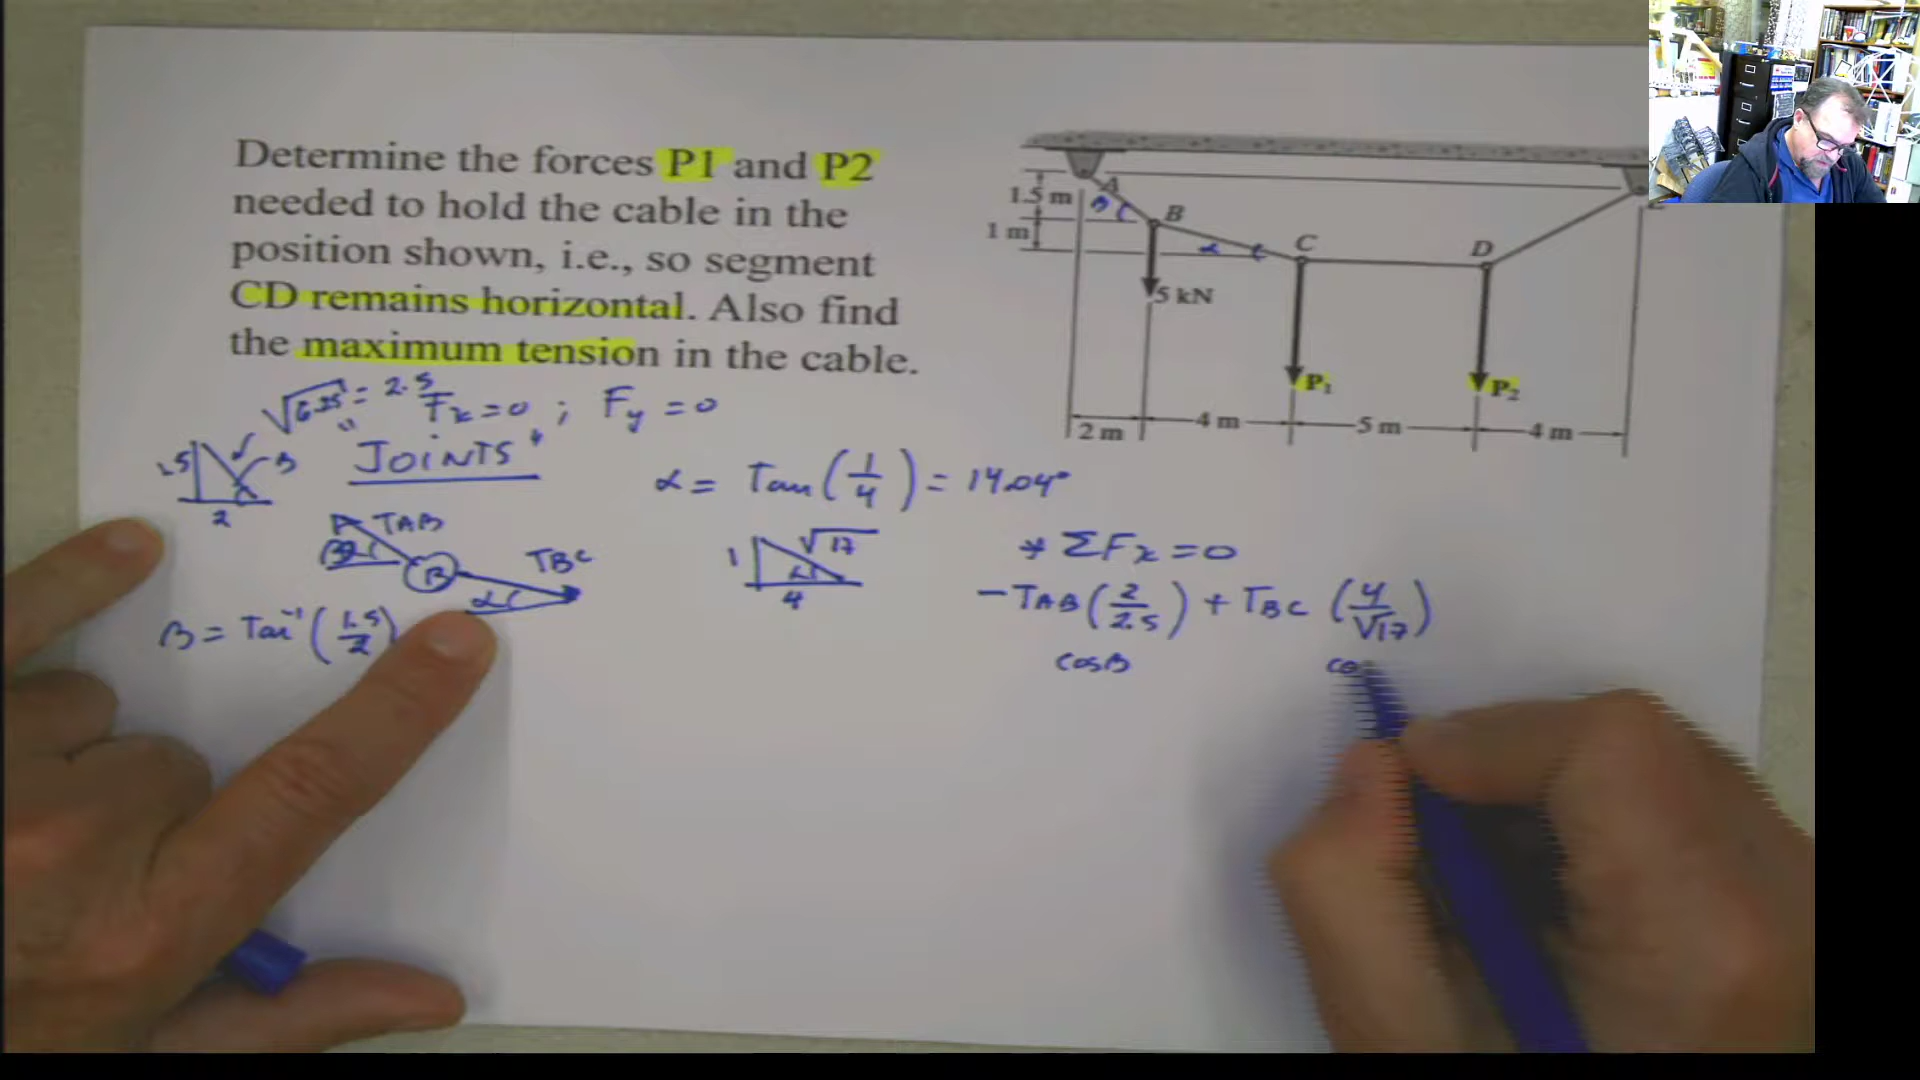 Determine the forces P1 and P2
needed to hold the cable in the
position shown, i.e., so segment
CD remains horizontal. Also find
the maximum tension in the cable.
A
1.5 m
B
1 m
C
D
5 kN
P₁
P₂
2 m
4 m
5 m
4 m
√6.25 = 2.5
Fx = 0 ; Fy = 0
"JOINTS"
1.5
B
2
α = Tan (1/4) = 14.04°
TAB
TBC
B
α
B = Tan⁻¹ (1.5/2)
1
√17
α
4
* ΣFx = 0
- TAB (2/2.5) + TBC (4/√17)
cosB
co